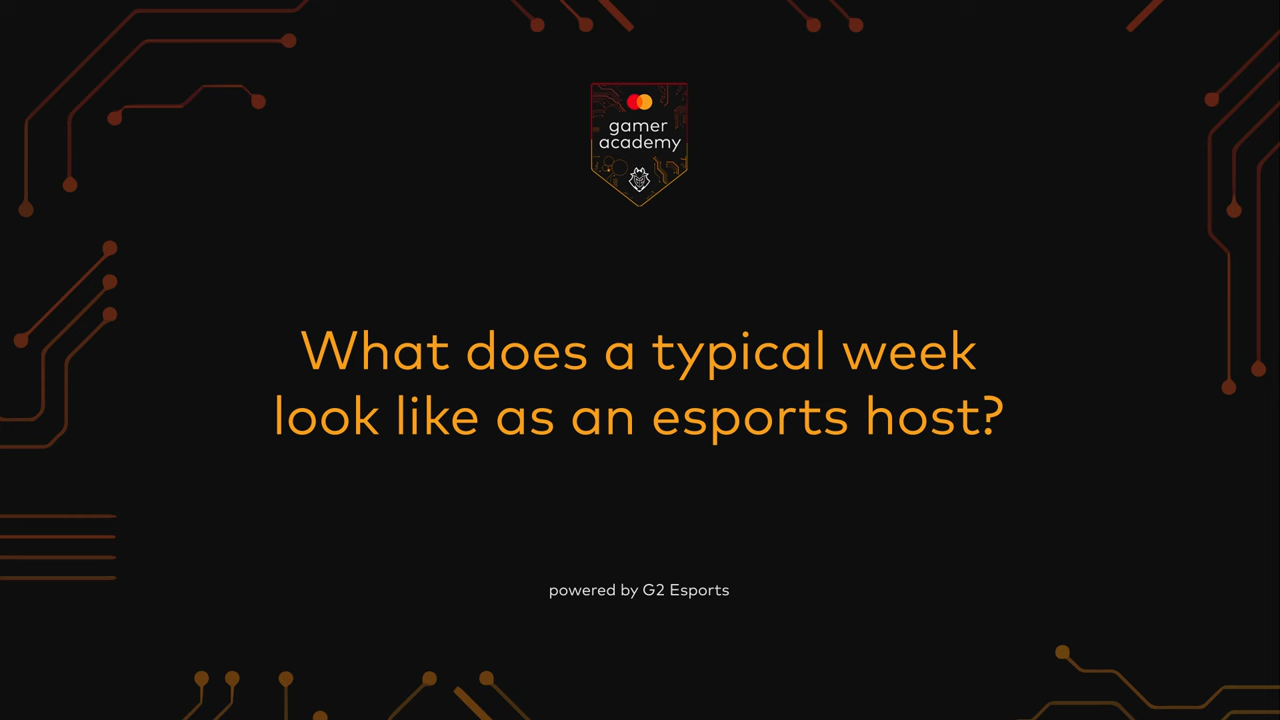 gamer
academy
What does a typical week
look like as an esports host?
powered by G2 Esports